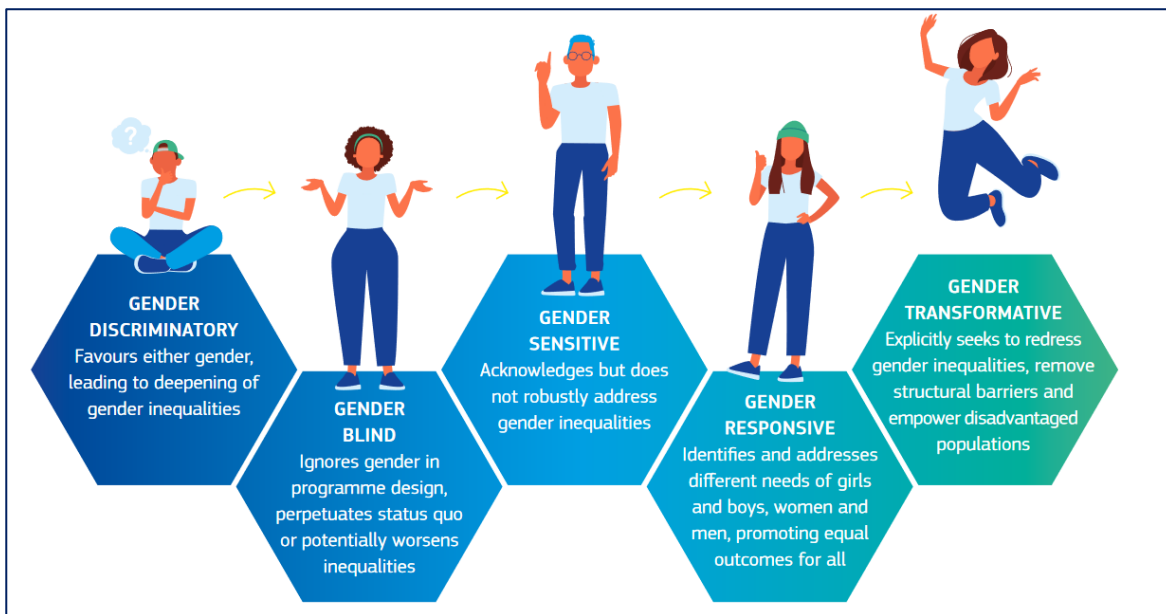 ?
GENDER
DISCRIMINATORY
Favours either gender,
leading to deepening of
gender inequalities
GENDER
BLIND
Ignores gender in
programme design,
perpetuates status quo
or potentially worsens
inequalities
GENDER
SENSITIVE
Acknowledges but does
not robustly address
gender inequalities
GENDER
RESPONSIVE
Identifies and addresses
different needs of girls
and boys, women and
men, promoting equal
outcomes for all
GENDER
TRANSFORMATIVE
Explicitly seeks to redress
gender inequalities, remove
structural barriers and
empower disadvantaged
populations